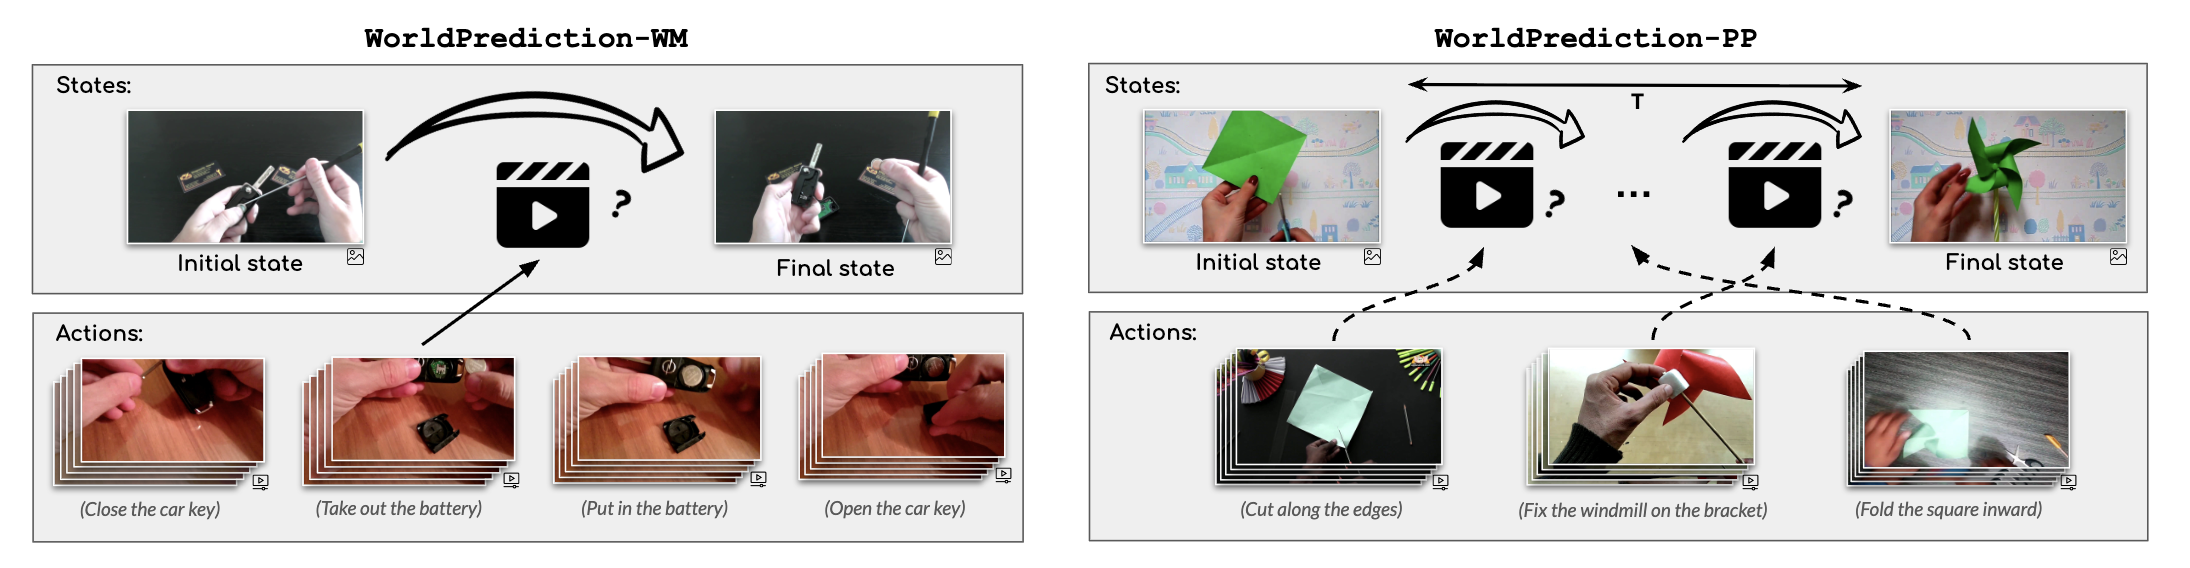 WorldPrediction-WM
States:
?
Initial state
Final state
Actions:
(Close the car key)
(Take out the battery)
(Put in the battery)
(Open the car key)
WorldPrediction-PP
States:
T
?
...
?
Initial state
Final state
Actions:
(Cut along the edges)
(Fix the windmill on the bracket)
(Fold the square inward)